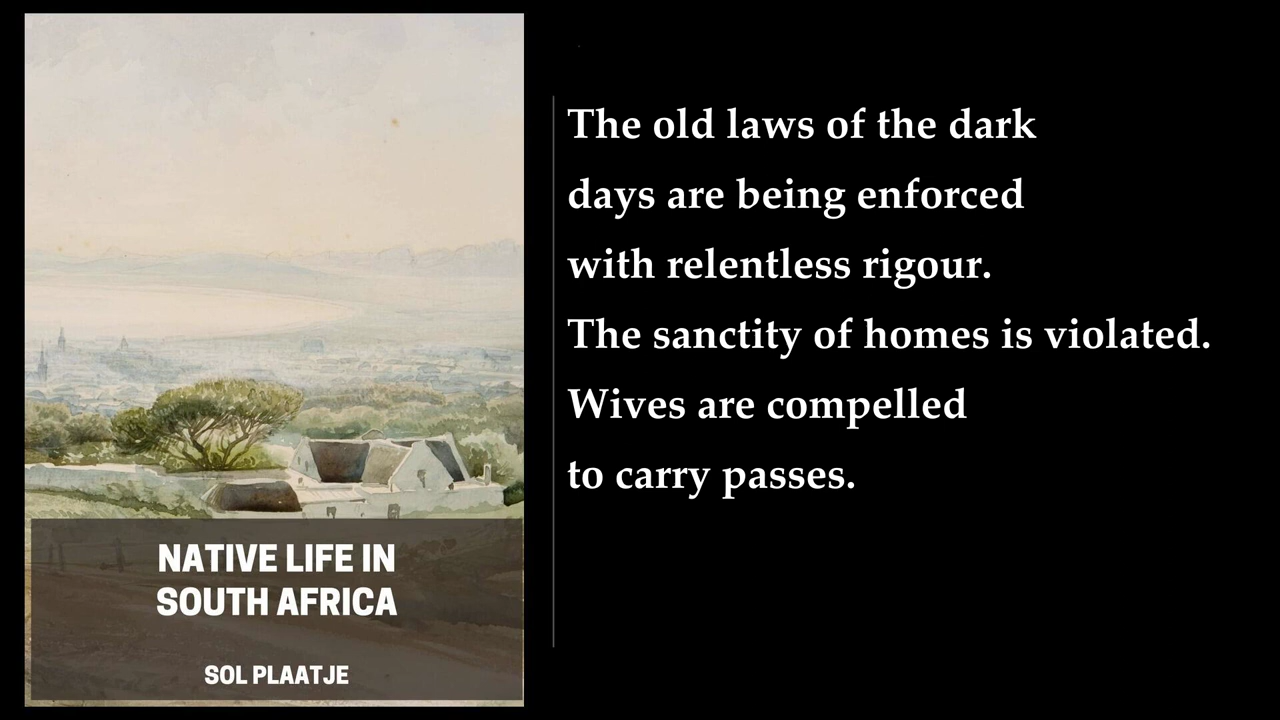 The old laws of the dark
days are being enforced
with relentless rigour.
The sanctity of homes is violated.
Wives are compelled
to carry passes.
NATIVE LIFE IN
SOUTH AFRICA
SOL PLAATJE